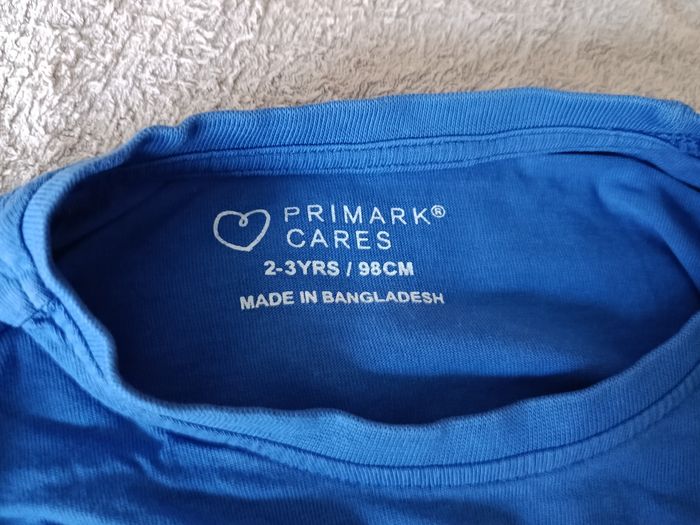 PRIMARK®
CARES
2-3YRS / 98CM
MADE IN BANGLADESH